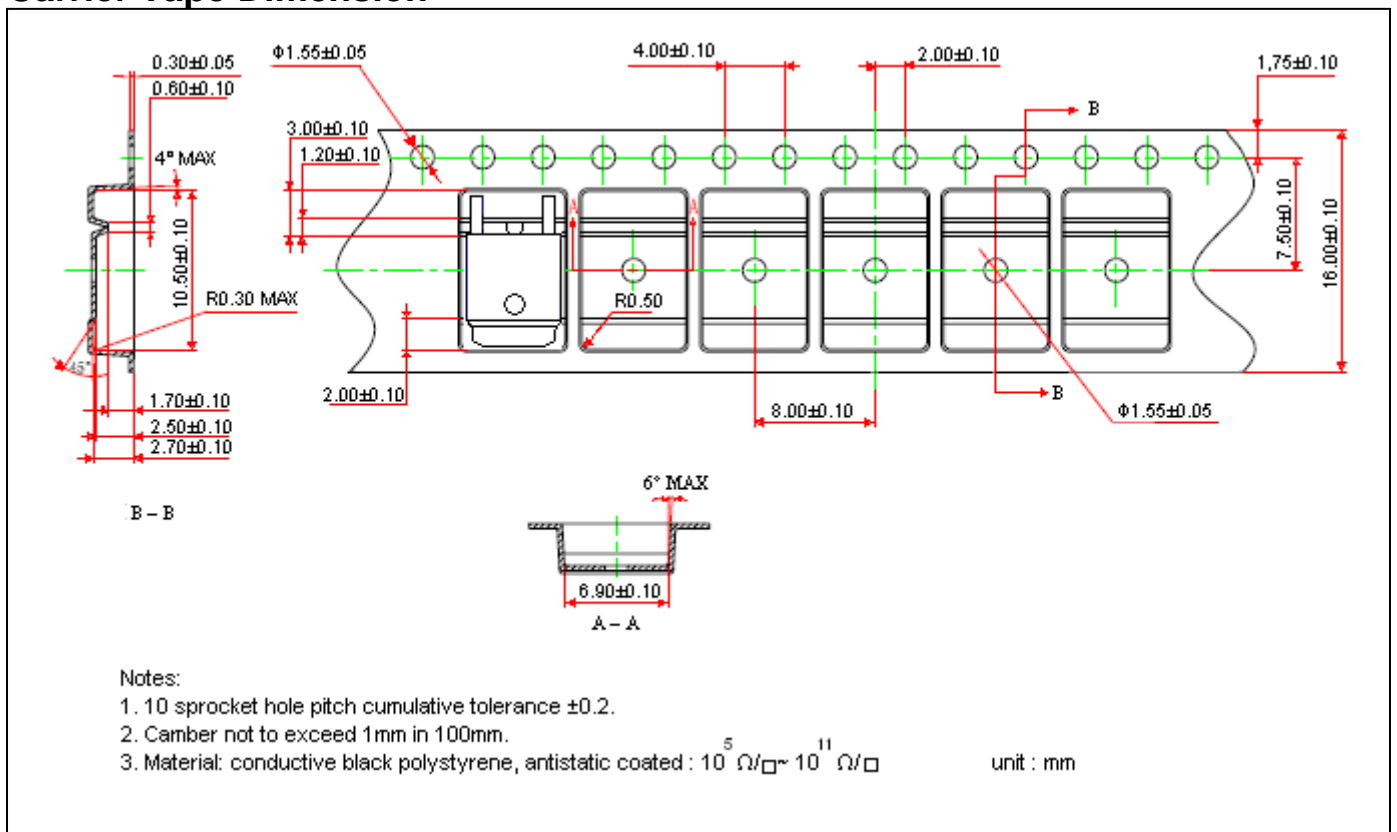 0.30±0.05
Φ1.55±0.05
4.00±0.10
2.00±0.10
1,75±0.10
0.60±0.10
B
3.00±0.10
4° MAX
1.20±0.10
A
A
7.50±0.10
16.00±0.10
10.50±0.10
R0.30 MAX
R0.50
45°
2.00±0.10
B
1.70±0.10
8.00±0.10
Φ1.55±0.05
2.50±0.10
2.70±0.10
6° MAX
B – B
6.90±0.10
A – A
Notes:
1. 10 sprocket hole pitch cumulative tolerance ±0.2.
2. Camber not to exceed 1mm in 100mm.
3. Material: conductive black polystyrene, antistatic coated : 10⁵ Ω/□~ 10¹¹ Ω/□ unit : mm